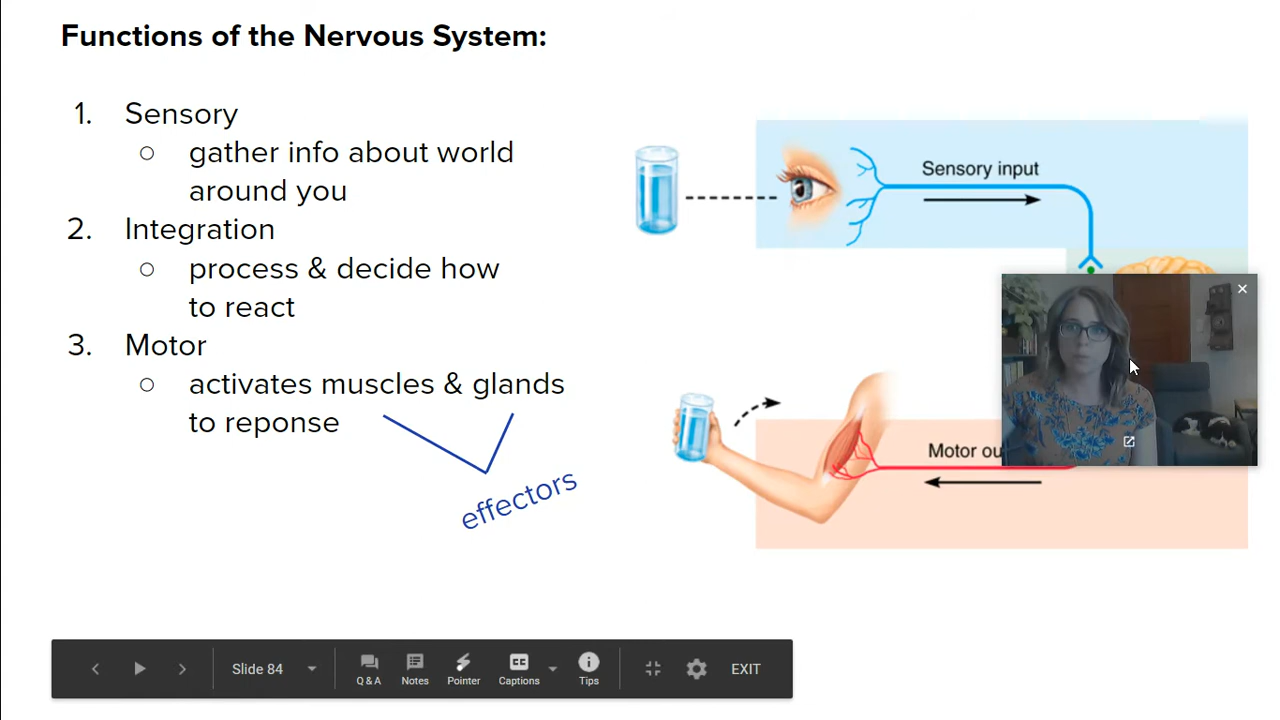 Functions of the Nervous System:
1. Sensory
○ gather info about world
around you
2. Integration
○ process & decide how
to react
3. Motor
○ activates muscles & glands
to reponse
effectors
Sensory input
Motor ou
Slide 84
Q & A
Notes
Pointer
CC
Captions
Tips
EXIT